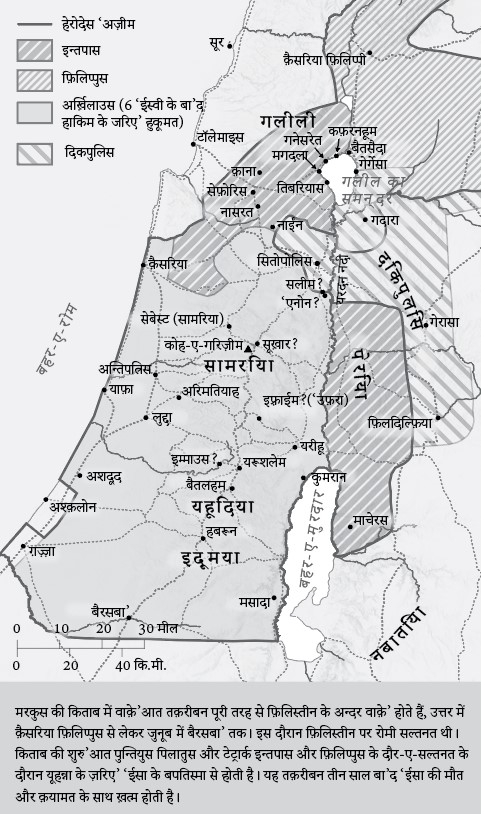 हेरोदेस ‘अज़ीम
इन्तपास
फ़िलिप्पुस
अर्ख़िलाउस (6 ‘ईस्वी के बा’द
हाकिम के जरिए’ हुकूमत)
दिकपुलिस
सूर
क़ैसरिया फ़िलिप्पी
टॉलेमाइस
गलीली
गनेसरेत
कफ़रनहूम
मगदला
बैतसैदा
गेर्गेसा
क़ाना
सेफ़ोरिस
तिबरियास
गलील का
समन्दर
नासरत
नाईन
गदारा
क़ैसरिया
सितोपोलिस
सलीम?
‘एनोन?
दकिपुलसि
गेरासा
बहर-ए-रोम
सेबेस्ट (सामरिया)
कोह-ए-गरिज़ीम
सूख़ार?
सामरिया
पेरिया
अन्तिपत्रिस
याफ़ा
अरिमतियाह
इफ़्राईम?(‘उफ़रा)
लुद्दा
फ़िलदिल्फ़िया
इम्माउस?
यरीहू
यरूशलेम
अशदूद
बैतलहम
क़ुमरान
अश्क़लोन
यहूदिया
माचेरस
हबरून
गज़्ज़ा
इदूमया
बहर-ए-मुरदार
मसादा
बैरसबा’
नबातिया
0 10 20 30 मील
0 20 40 कि.मी.
मरकुस की किताब में वाक़े’आत तक़रीबन पूरी तरह से फ़िलिस्तीन के अन्दर वाक़े’ होते हैं, उत्तर में
क़ैसरिया फ़िलिप्पुस से लेकर जुनूब में बैरसबा’ तक। इस दौरान फ़िलिस्तीन पर रोमी सल्तनत थी।
किताब की शुरु’आत पुन्तियुस पिलातुस और टेट्रार्क इन्तपास और फ़िलिप्पुस के दौर-ए-सल्तनत के
दौरान यूहन्ना के ज़रिए’ ‘ईसा के बपतिस्मा से होती है। यह तक़रीबन तीन साल बा’द ‘ईसा की मौत
और क़यामत के साथ ख़त्म होती है।